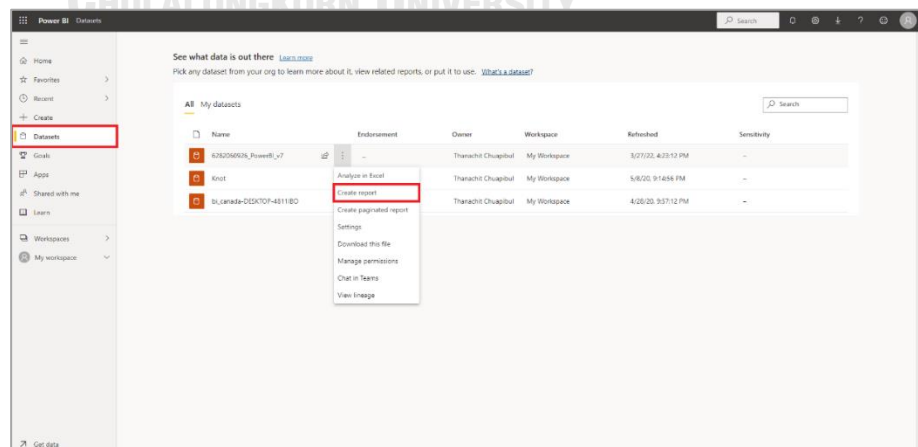 CHULALONGKORN UNIVERSITY
Power BI Datasets
Search
Home
Favorites
Recent
Create
Datasets
Goals
Apps
Shared with me
Learn
Workspaces
My workspace
Get data
See what data is out there Learn more
Pick any dataset from your org to learn more about it, view related reports, or put it to use. What's a dataset?
All My datasets
Search
Name Endorsement Owner Workspace Refreshed Sensitivity
6282060926_PowerBI_v7 – Thanachit Chuapibul My Workspace 3/27/22, 4:23:12 PM –
Knot Thanachit Chuapibul My Workspace 5/8/20, 9:14:56 PM –
bi_canada-DESKTOP-4811IBO Thanachit Chuapibul My Workspace 4/28/20, 9:57:12 PM –
Analyze in Excel
Create report
Create paginated report
Settings
Download this file
Manage permissions
Chat in Teams
View lineage